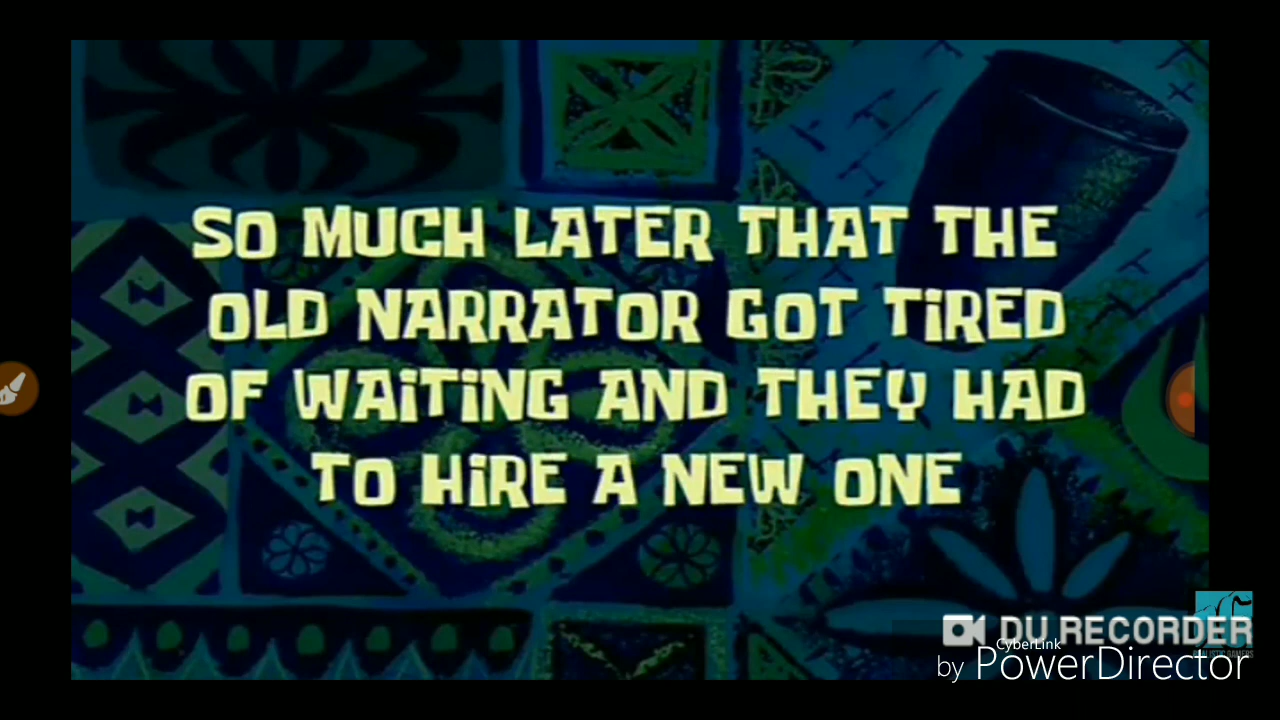 SO MUCH LATER THAT THE
OLD NARRATOR GOT TiRED
OF WAiTiNG AND THEY HAD
TO HiRE A NEW ONE
DU RECORDER
CyberLink
by PowerDirector